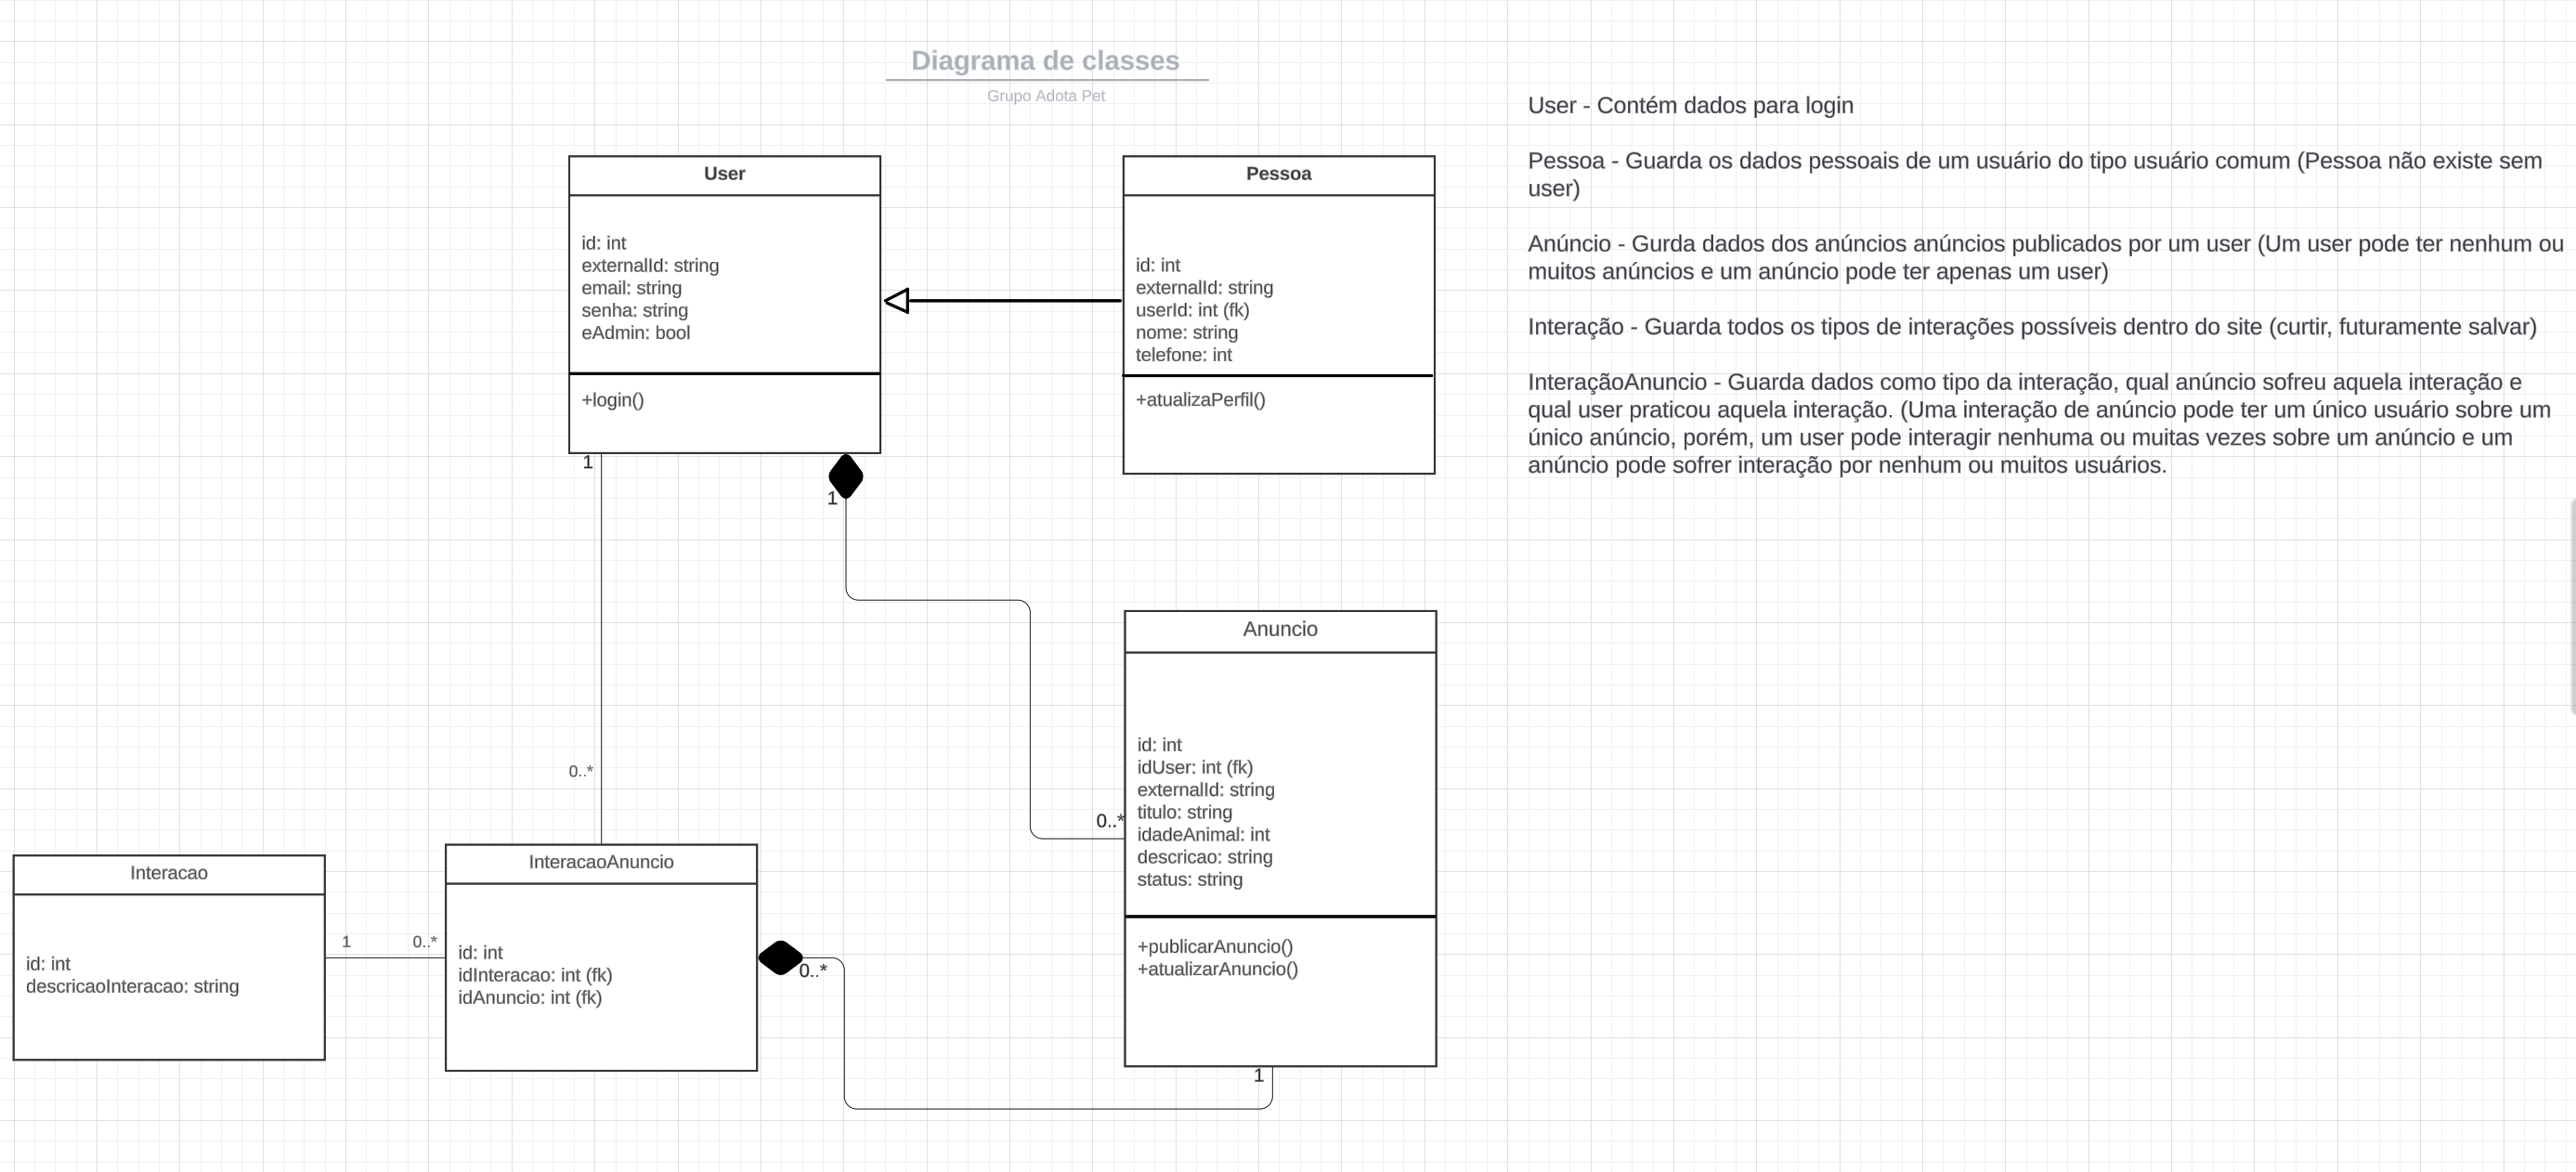 Diagrama de classes
Grupo Adota Pet
User - Contém dados para login
Pessoa - Guarda os dados pessoais de um usuário do tipo usuário comum (Pessoa não existe sem
user)
Anúncio - Gurda dados dos anúncios anúncios publicados por um user (Um user pode ter nenhum ou
muitos anúncios e um anúncio pode ter apenas um user)
Interação - Guarda todos os tipos de interações possíveis dentro do site (curtir, futuramente salvar)
InteraçãoAnuncio - Guarda dados como tipo da interação, qual anúncio sofreu aquela interação e
qual user praticou aquela interação. (Uma interação de anúncio pode ter um único usuário sobre um
único anúncio, porém, um user pode interagir nenhuma ou muitas vezes sobre um anúncio e um
anúncio pode sofrer interação por nenhum ou muitos usuários.
User
id: int
externalId: string
email: string
senha: string
eAdmin: bool
+login()
Pessoa
id: int
externalId: string
userId: int (fk)
nome: string
telefone: int
+atualizaPerfil()
1
1
0..*
0..*
Anuncio
id: int
idUser: int (fk)
externalId: string
titulo: string
idadeAnimal: int
descricao: string
status: string
+publicarAnuncio()
+atualizarAnuncio()
1
Interacao
id: int
descricaoInteracao: string
1
0..*
InteracaoAnuncio
id: int
idInteracao: int (fk)
idAnuncio: int (fk)
0..*